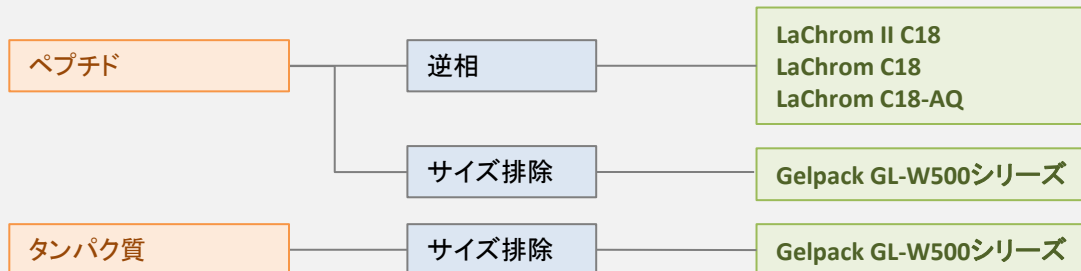 ペプチド
逆相
LaChrom II C18
LaChrom C18
LaChrom C18-AQ
サイズ排除
Gelpack GL-W500シリーズ
タンパク質
サイズ排除
Gelpack GL-W500シリーズ